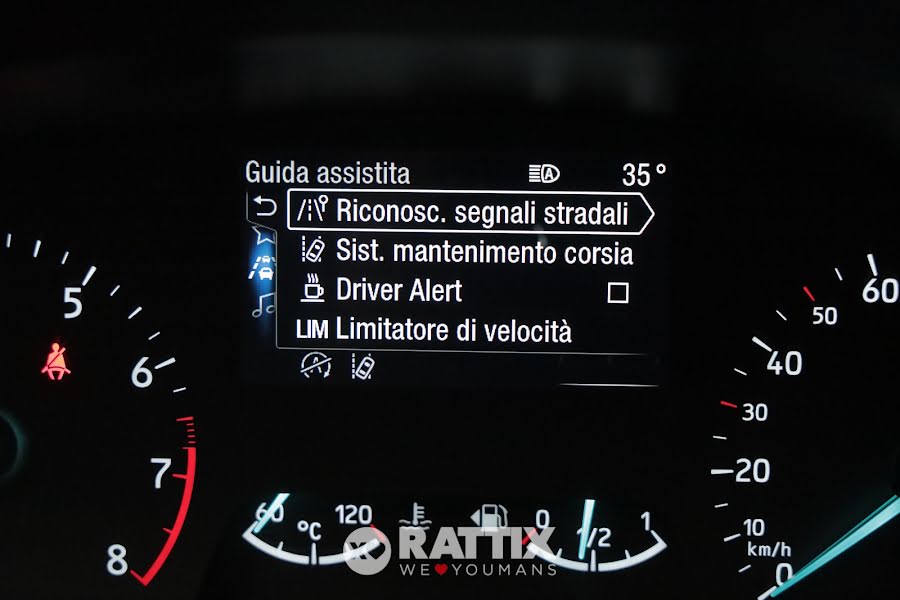 Guida assistita
35°
Riconosc. segnali stradali
Sist. mantenimento corsia
Driver Alert
LIM Limitatore di velocità
5
6
7
8
60 °C 120
0 1/2 1
60
50
40
30
20
10
km/h
0
RATTIX
WE YOUMANS